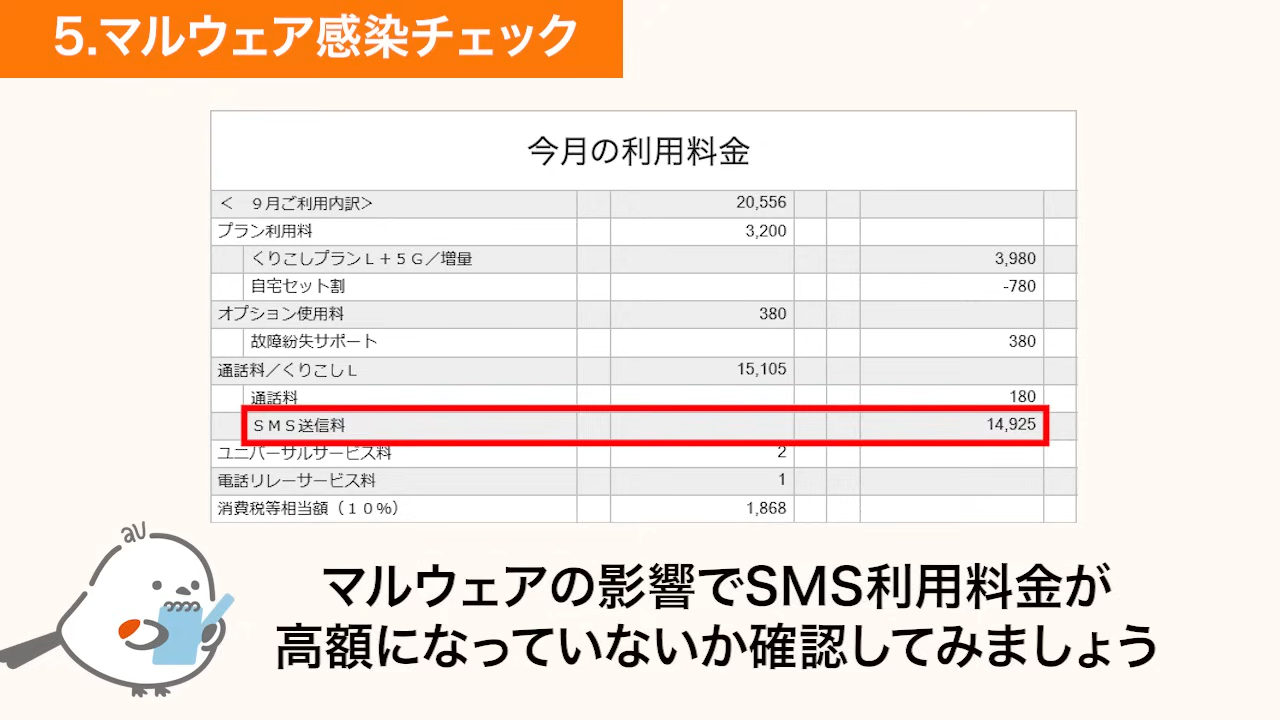 5.マルウェア感染チェック
今月の利用料金
＜　９月ご利用内訳＞ 20,556
プラン利用料 3,200
くりこしプランＬ＋５Ｇ／増量 3,980
自宅セット割 -780
オプション使用料 380
故障紛失サポート 380
通話料／くりこしＬ 15,105
通話料 180
ＳＭＳ送信料 14,925
ユニバーサルサービス料 2
電話リレーサービス料 1
消費税等相当額（１０％） 1,868
au
マルウェアの影響でSMS利用料金が
高額になっていないか確認してみましょう